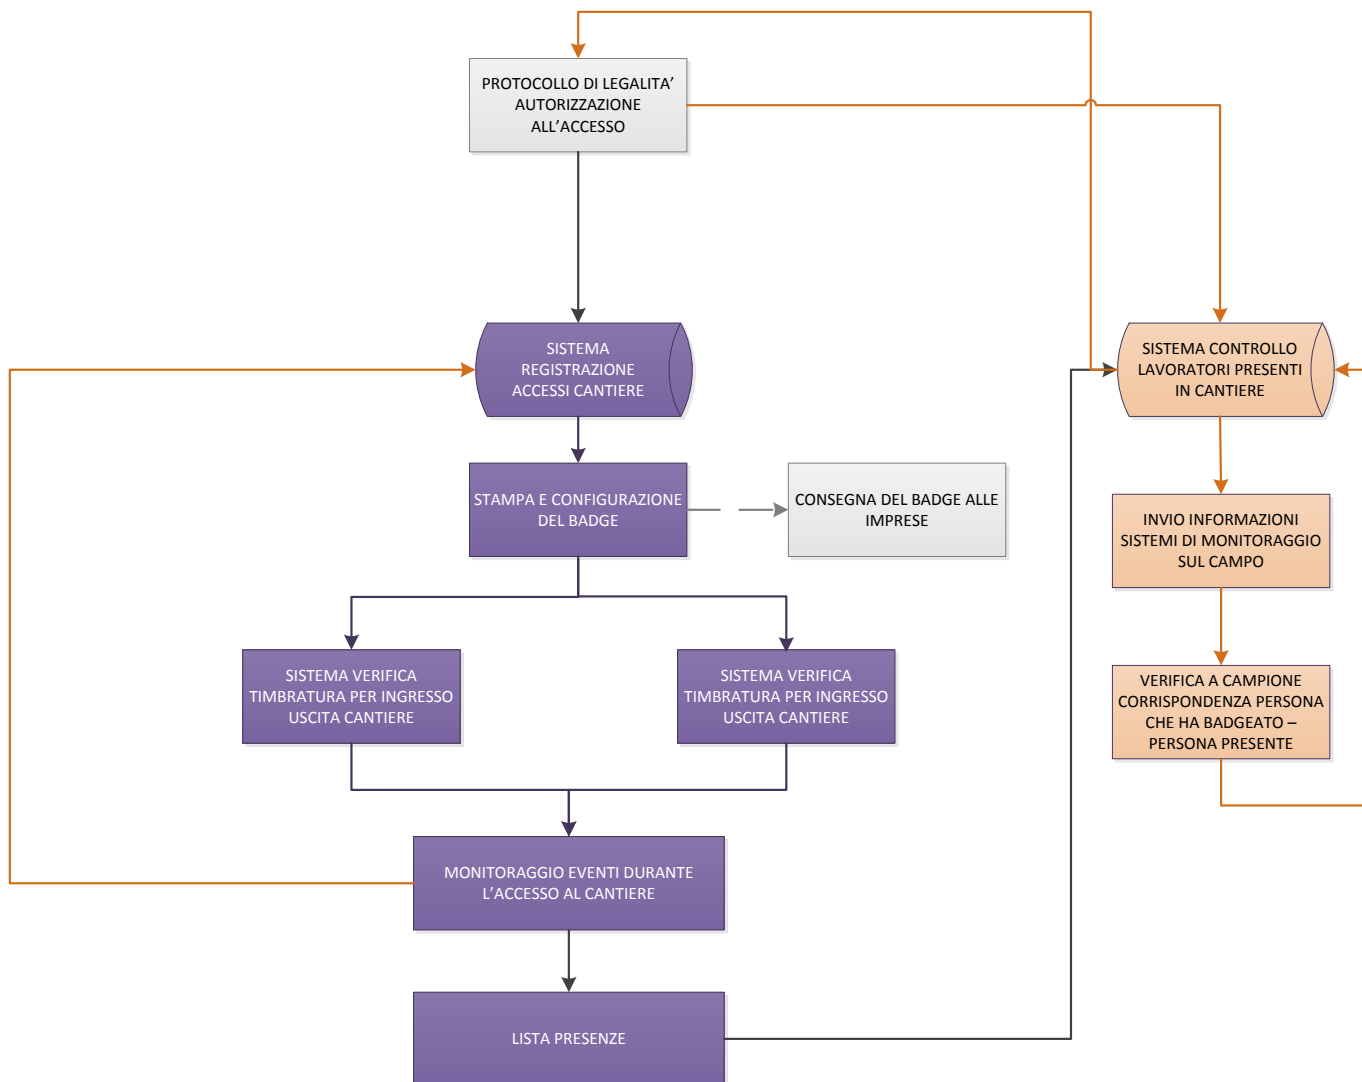 PROTOCOLLO DI LEGALITA’
AUTORIZZAZIONE
ALL’ACCESSO
SISTEMA
REGISTRAZIONE
ACCESSI CANTIERE
SISTEMA CONTROLLO
LAVORATORI PRESENTI
IN CANTIERE
STAMPA E CONFIGURAZIONE
DEL BADGE
CONSEGNA DEL BADGE ALLE
IMPRESE
INVIO INFORMAZIONI
SISTEMI DI MONITORAGGIO
SUL CAMPO
SISTEMA VERIFICA
TIMBRATURA PER INGRESSO
USCITA CANTIERE
SISTEMA VERIFICA
TIMBRATURA PER INGRESSO
USCITA CANTIERE
VERIFICA A CAMPIONE
CORRISPONDENZA PERSONA
CHE HA BADGEATO –
PERSONA PRESENTE
MONITORAGGIO EVENTI DURANTE
L’ACCESSO AL CANTIERE
LISTA PRESENZE